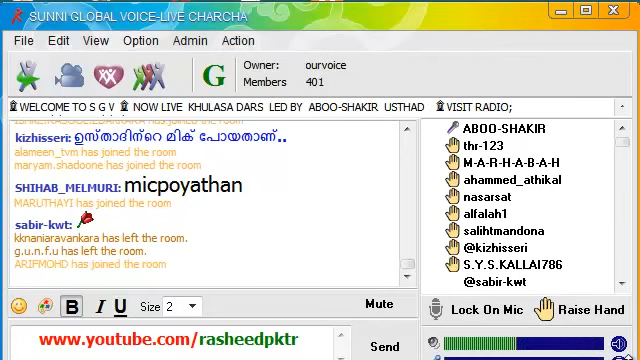 SUNNI GLOBAL VOICE-LIVE CHARCHA
File Edit View Option Admin Action
G
Owner: ourvoice
Members 401
WELCOME TO S G V NOW LIVE KHULASA DARS LED BY ABOO-SHAKIR USTHAD VISIT RADIO;
kizhisseri: ഉസ്താദിന്റെ മിക് പോയതാണ്..
alameen_tvm has joined the room
maryam.shadoone has joined the room
SHIHAB_MELMURI: micpoyathan
MARUTHAYI has joined the room
sabir-kwt:
kknaniaravankara has left the room.
g.u.n.f.u has left the room.
ARIFMOHD has joined the room
ABOO-SHAKIR
thr-123
M-A-R-H-A-B-A-H
ahammed_athikal
nasarsat
alfalah1
salihtmandona
@kizhisseri
S.Y.S.KALLAI786
@sabir-kwt
B I U Size 2 Mute
Lock On Mic Raise Hand
www.youtube.com/rasheedpktr
Send